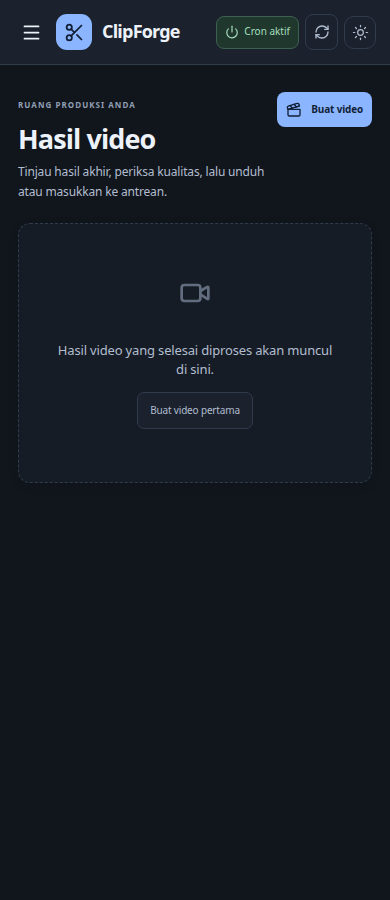 ClipForge
Cron aktif
RUANG PRODUKSI ANDA
Buat video
Hasil video
Tinjau hasil akhir, periksa kualitas, lalu unduh
atau masukkan ke antrean.
Hasil video yang selesai diproses akan muncul
di sini.
Buat video pertama